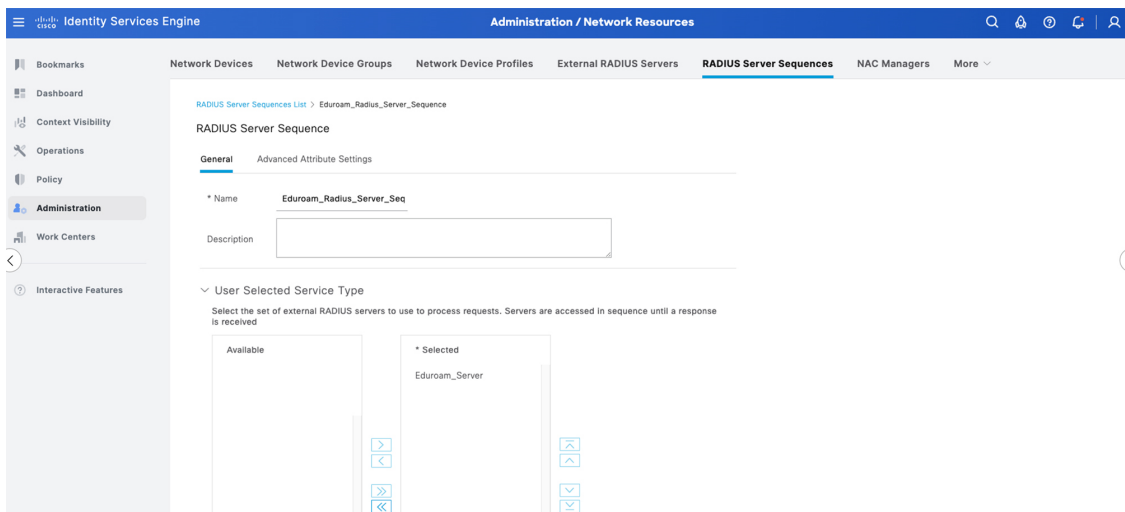 cisco Identity Services Engine
Administration / Network Resources
Bookmarks
Dashboard
Context Visibility
Operations
Policy
Administration
Work Centers
Interactive Features
Network Devices Network Device Groups Network Device Profiles External RADIUS Servers RADIUS Server Sequences NAC Managers More
RADIUS Server Sequences List > Eduroam_Radius_Server_Sequence
RADIUS Server Sequence
General Advanced Attribute Settings
* Name Eduroam_Radius_Server_Seq
Description
User Selected Service Type
Select the set of external RADIUS servers to use to process requests. Servers are accessed in sequence until a response
is received
Available
* Selected
Eduroam_Server